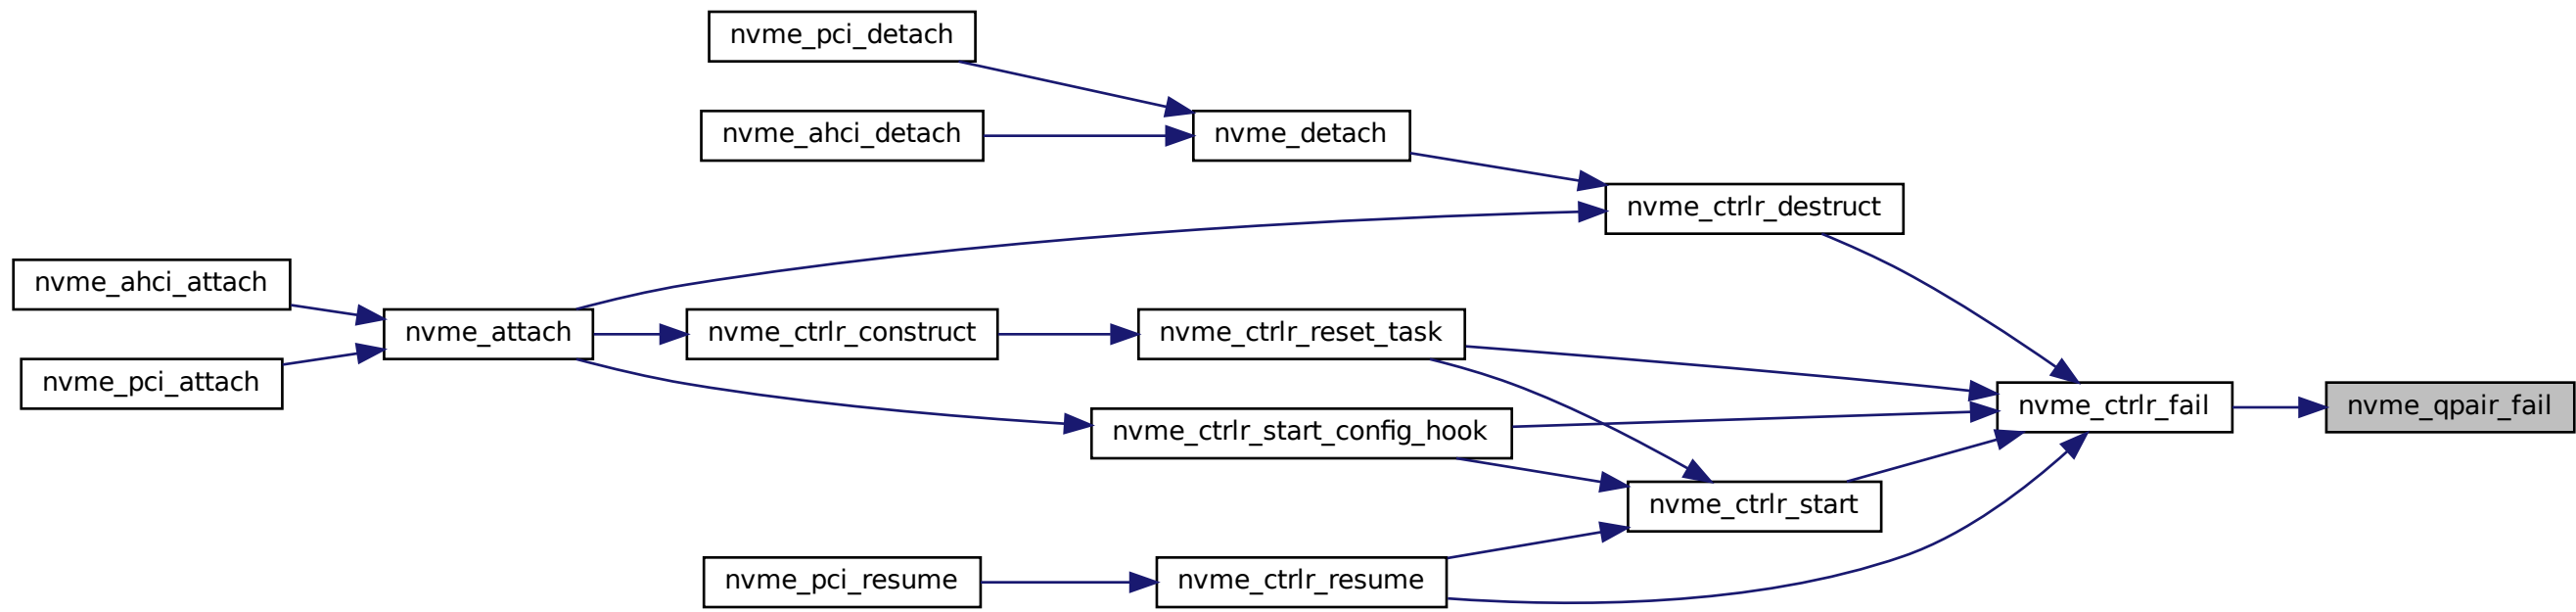 nvme_pci_detach
nvme_ahci_detach
nvme_detach
nvme_ctrlr_destruct
nvme_ahci_attach
nvme_attach
nvme_ctrlr_construct
nvme_ctrlr_reset_task
nvme_pci_attach
nvme_ctrlr_fail
nvme_qpair_fail
nvme_ctrlr_start_config_hook
nvme_ctrlr_start
nvme_pci_resume
nvme_ctrlr_resume